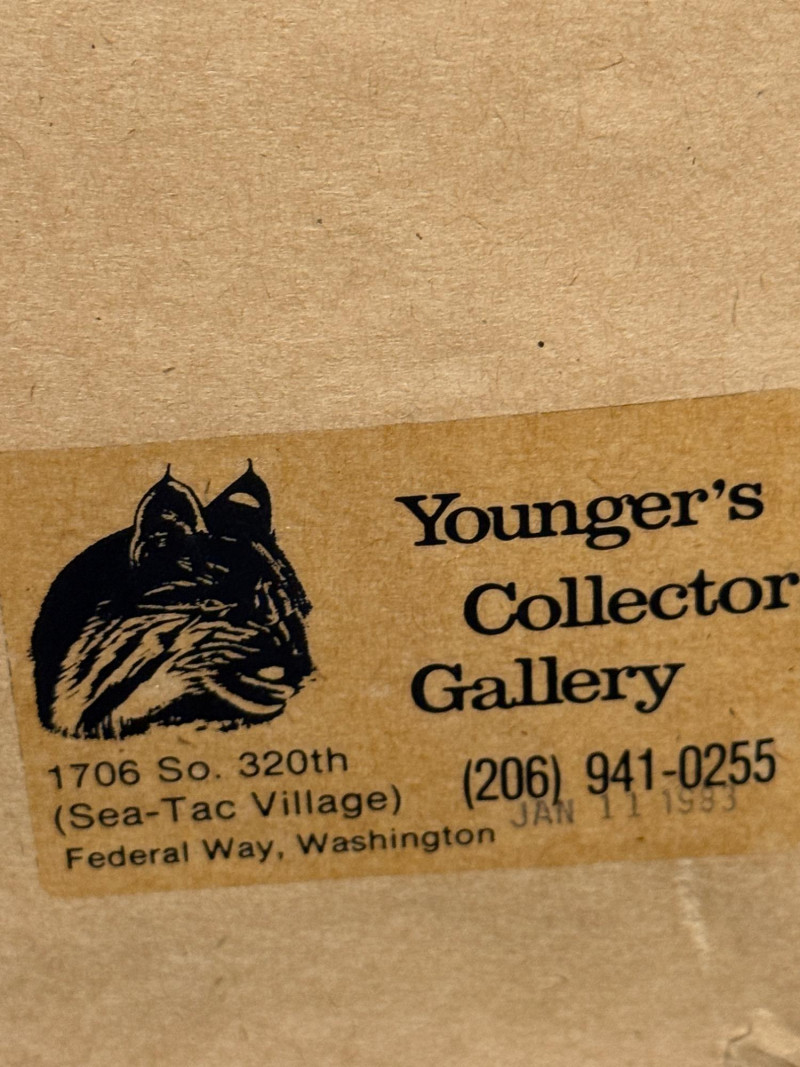 Younger's
Collector
Gallery
1706 So. 320th
(Sea-Tac Village)
Federal Way, Washington
(206) 941-0255
JAN 11 1983